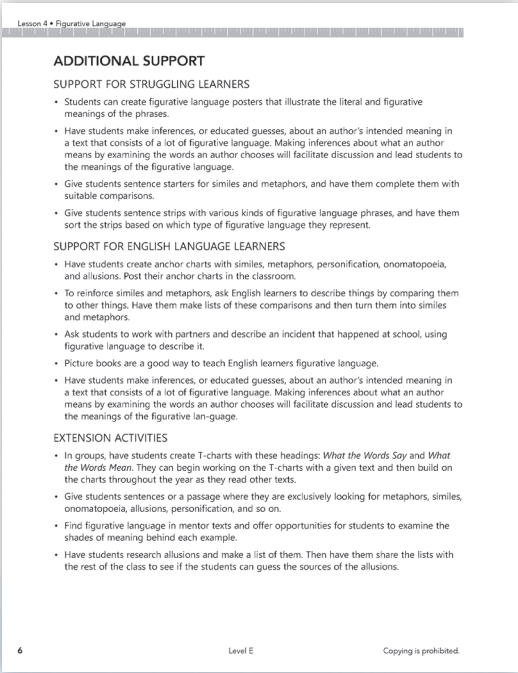 Lesson 4 • Figurative Language
ADDITIONAL SUPPORT
SUPPORT FOR STRUGGLING LEARNERS
• Students can create figurative language posters that illustrate the literal and figurative
meanings of the phrases.
• Have students make inferences, or educated guesses, about an author's intended meaning in
a text that consists of a lot of figurative language. Making inferences about what an author
means by examining the words an author chooses will facilitate discussion and lead students to
the meanings of the figurative language.
• Give students sentence starters for similes and metaphors, and have them complete them with
suitable comparisons.
• Give students sentence strips with various kinds of figurative language phrases, and have them
sort the strips based on which type of figurative language they represent.
SUPPORT FOR ENGLISH LANGUAGE LEARNERS
• Have students create anchor charts with similes, metaphors, personification, onomatopoeia,
and allusions. Post their anchor charts in the classroom.
• To reinforce similes and metaphors, ask English learners to describe things by comparing them
to other things. Have them make lists of these comparisons and then turn them into similes
and metaphors.
• Ask students to work with partners and describe an incident that happened at school, using
figurative language to describe it.
• Picture books are a good way to teach English learners figurative language.
• Have students make inferences, or educated guesses, about an author's intended meaning in
a text that consists of a lot of figurative language. Making inferences about what an author
means by examining the words an author chooses will facilitate discussion and lead students to
the meanings of the figurative lan-guage.
EXTENSION ACTIVITIES
• In groups, have students create T-charts with these headings: What the Words Say and What
the Words Mean. They can begin working on the T-charts with a given text and then build on
the charts throughout the year as they read other texts.
• Give students sentences or a passage where they are exclusively looking for metaphors, similes,
onomatopoeia, allusions, personification, and so on.
• Find figurative language in mentor texts and offer opportunities for students to examine the
shades of meaning behind each example.
• Have students research allusions and make a list of them. Then have them share the lists with
the rest of the class to see if the students can guess the sources of the allusions.
6 Level E Copying is prohibited.